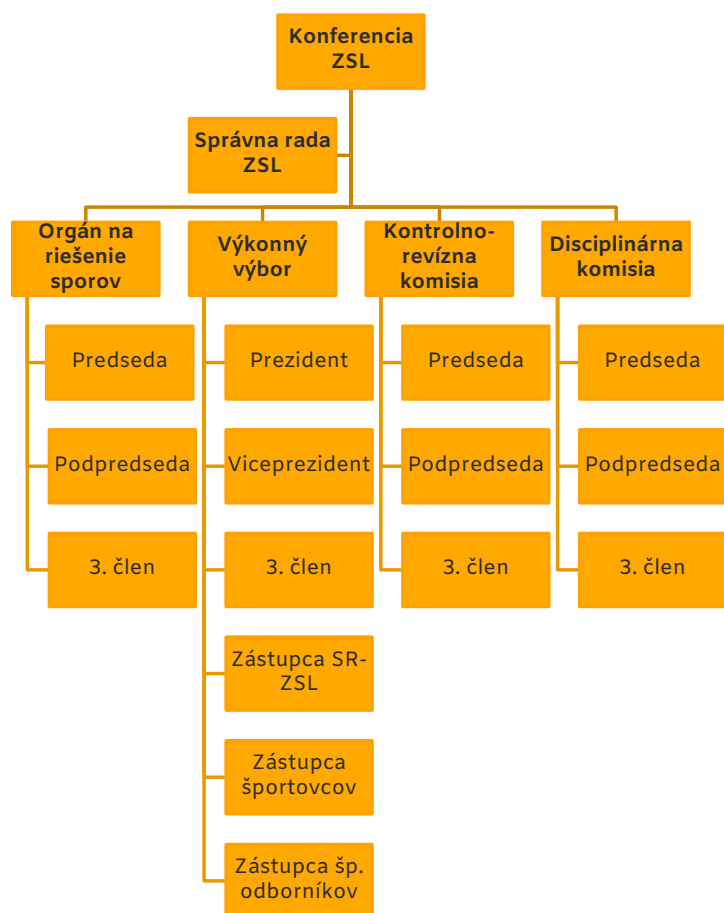 Konferencia
ZSL
Správna rada
ZSL
Orgán na
riešenie
sporov
Predseda
Podpredseda
3. člen
Výkonný
výbor
Prezident
Viceprezident
3. člen
Zástupca SR-
ZSL
Zástupca
športovcov
Zástupca šp.
odborníkov
Kontrolno-
revízna
komisia
Predseda
Podpredseda
3. člen
Disciplinárna
komisia
Predseda
Podpredseda
3. člen